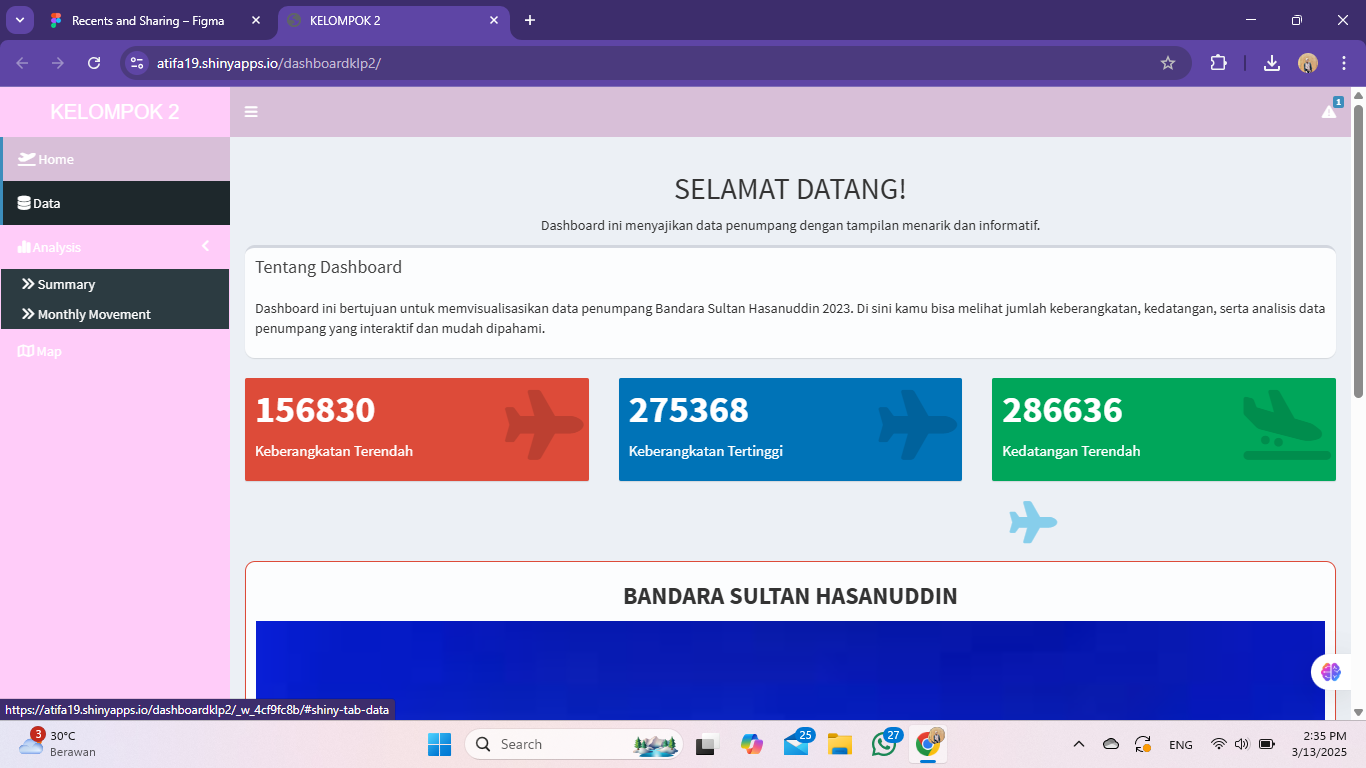 Recents and Sharing – Figma
KELOMPOK 2
atifa19.shinyapps.io/dashboardklp2/
KELOMPOK 2
1
Home
Data
Analysis
Summary
Monthly Movement
Map
SELAMAT DATANG!
Dashboard ini menyajikan data penumpang dengan tampilan menarik dan informatif.
Tentang Dashboard
Dashboard ini bertujuan untuk memvisualisasikan data penumpang Bandara Sultan Hasanuddin 2023. Di sini kamu bisa melihat jumlah keberangkatan, kedatangan, serta analisis data
penumpang yang interaktif dan mudah dipahami.
156830
Keberangkatan Terendah
275368
Keberangkatan Tertinggi
286636
Kedatangan Terendah
BANDARA SULTAN HASANUDDIN
https://atifa19.shinyapps.io/dashboardklp2/_w_4cf9fc8b/#shiny-tab-data
3
30°C
Berawan
Search
25
27
ENG
2:35 PM
3/13/2025